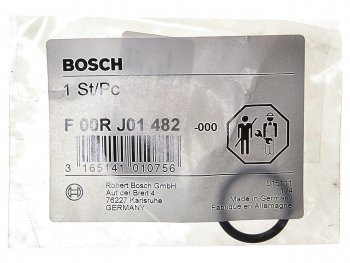 BOSCH
1 St/Pc
F 00R J01 482 -000
3 165141 010756
Robert Bosch GmbH
Auf der Breit 4
76227 Karlsruhe
GERMANY
Made in Germany
Fabriqué en Allemagne